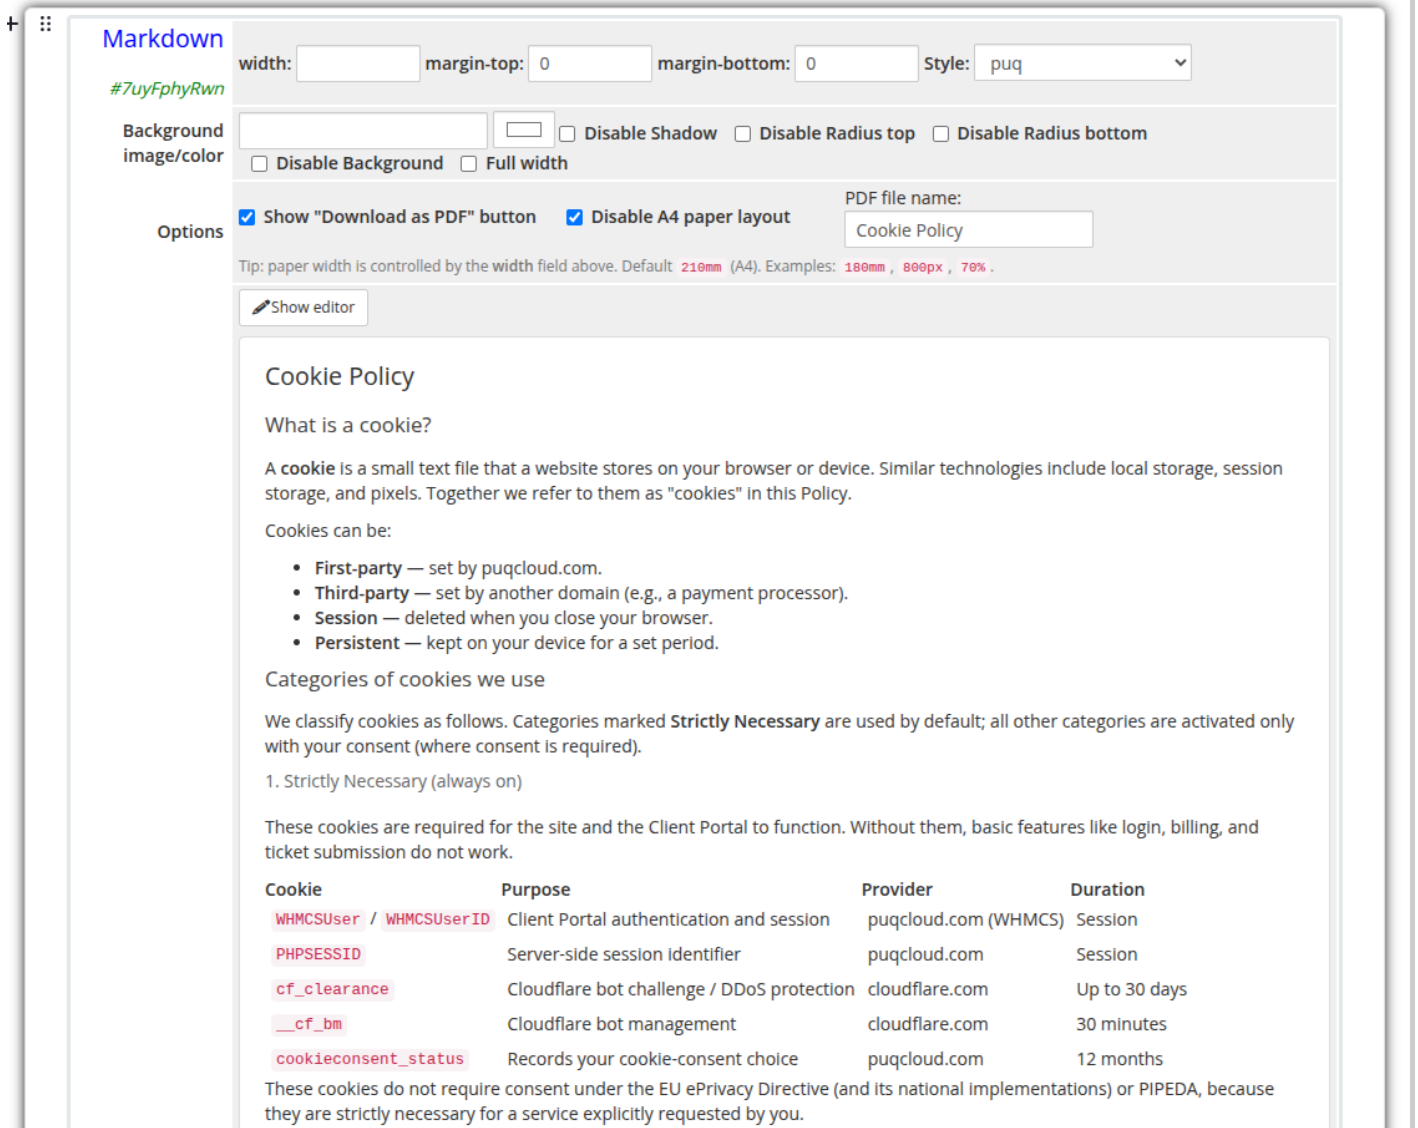 Markdown
#7uyFphyRwn
width: margin-top: 0 margin-bottom: 0 Style: puq
Background image/color
Disable Shadow Disable Radius top Disable Radius bottom
Disable Background Full width
Options
Show "Download as PDF" button Disable A4 paper layout
PDF file name:
Cookie Policy
Tip: paper width is controlled by the width field above. Default 210mm (A4). Examples: 180mm , 800px , 70% .
Show editor
Cookie Policy
What is a cookie?
A cookie is a small text file that a website stores on your browser or device. Similar technologies include local storage, session
storage, and pixels. Together we refer to them as "cookies" in this Policy.
Cookies can be:
• First-party — set by puqcloud.com.
• Third-party — set by another domain (e.g., a payment processor).
• Session — deleted when you close your browser.
• Persistent — kept on your device for a set period.
Categories of cookies we use
We classify cookies as follows. Categories marked Strictly Necessary are used by default; all other categories are activated only
with your consent (where consent is required).
1. Strictly Necessary (always on)
These cookies are required for the site and the Client Portal to function. Without them, basic features like login, billing, and
ticket submission do not work.
Cookie Purpose Provider Duration
WHMCSUser / WHMCSUserID Client Portal authentication and session puqcloud.com (WHMCS) Session
PHPSESSID Server-side session identifier puqcloud.com Session
cf_clearance Cloudflare bot challenge / DDoS protection cloudflare.com Up to 30 days
__cf_bm Cloudflare bot management cloudflare.com 30 minutes
cookieconsent_status Records your cookie-consent choice puqcloud.com 12 months
These cookies do not require consent under the EU ePrivacy Directive (and its national implementations) or PIPEDA, because
they are strictly necessary for a service explicitly requested by you.